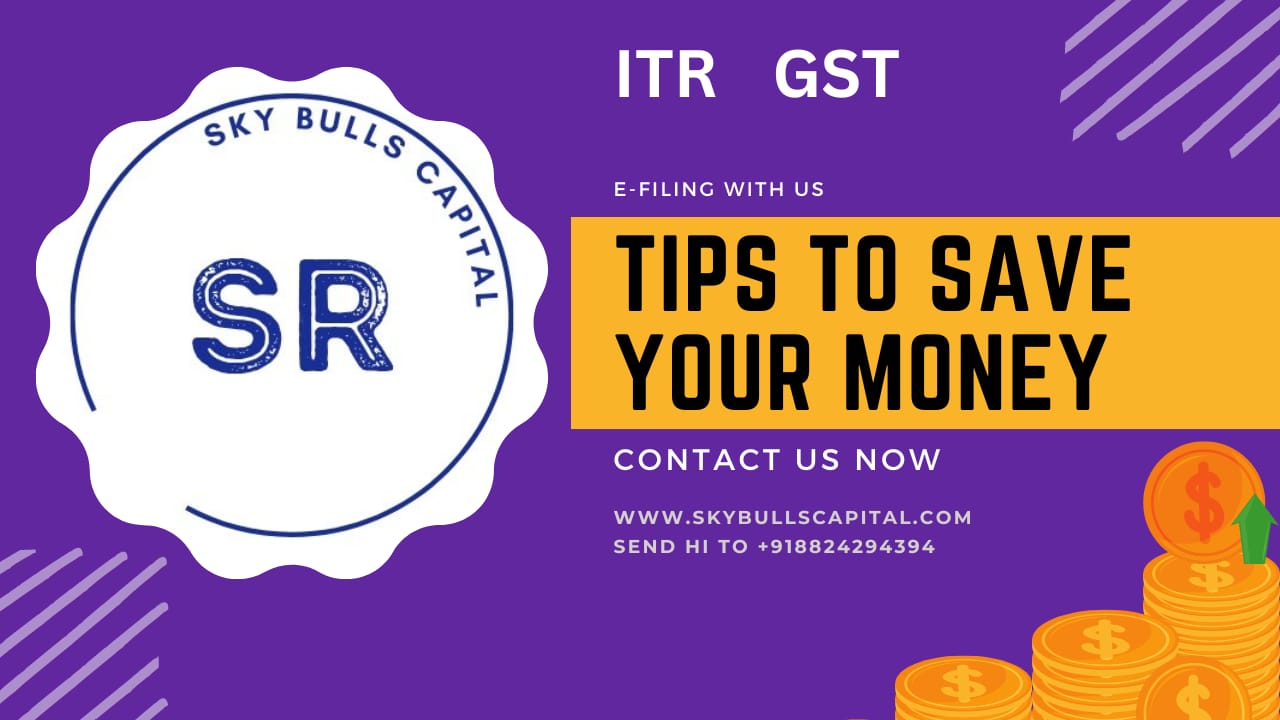 SKY BULLS CAPITAL
SR
ITR GST
E-FILING WITH US
TIPS TO SAVE
YOUR MONEY
CONTACT US NOW
WWW.SKYBULLSCAPITAL.COM
SEND HI TO +918824294394
$
$
$
$